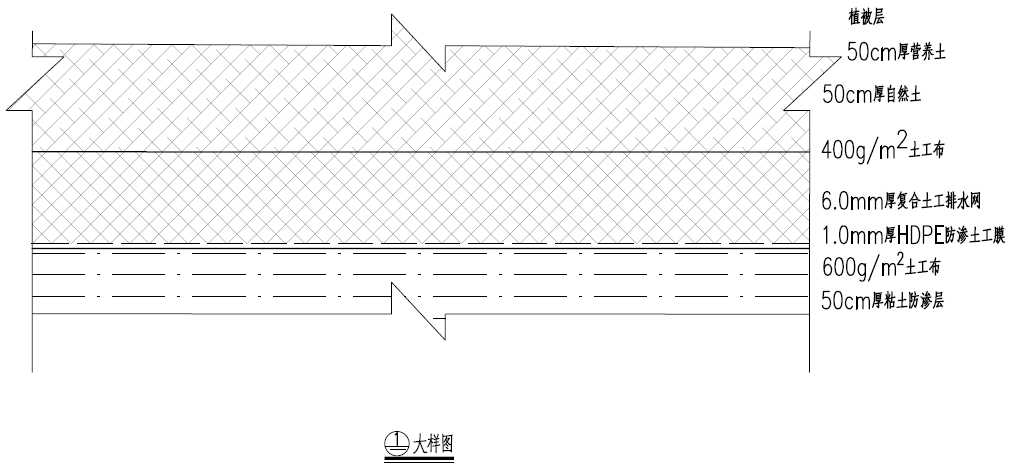 植被层
50cm厚营养土
50cm厚自然土
400g/m²土工布
6.0mm厚复合土工排水网
1.0mm厚HDPE防渗土工膜
600g/m²土工布
50cm厚粘土防渗层
1 大样图